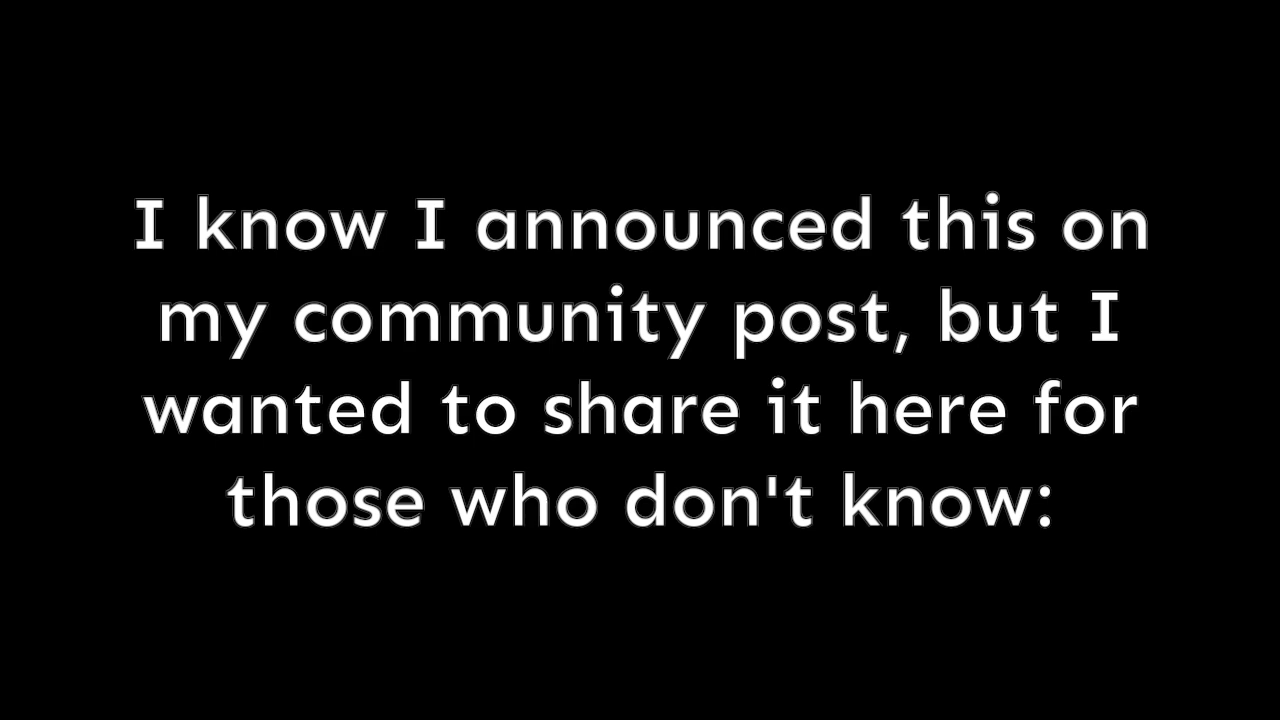 I know I announced this on
my community post, but I
wanted to share it here for
those who don't know: